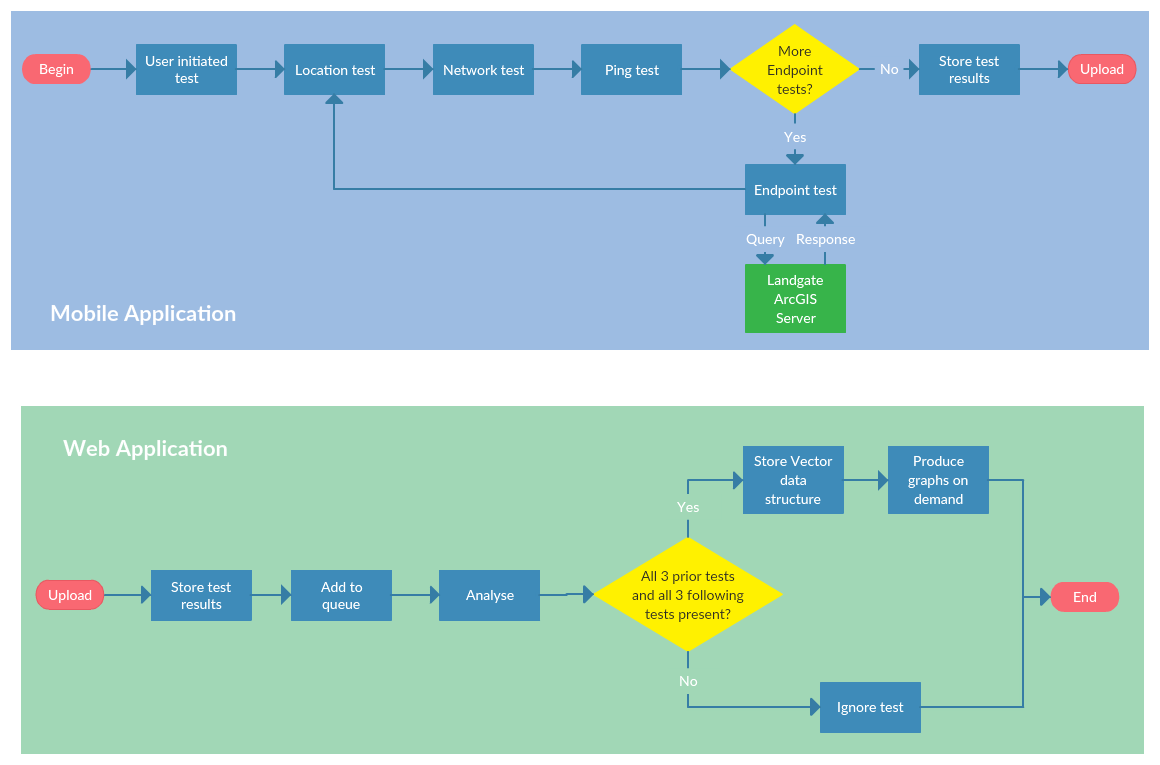 Begin
User initiated
test
Location test
Network test
Ping test
More
Endpoint
tests?
No
Store test
results
Upload
Yes
Endpoint test
Query
Response
Landgate
ArcGIS
Server
Mobile Application
Web Application
Upload
Store test
results
Add to
queue
Analyse
All 3 prior tests
and all 3 following
tests present?
Yes
Store Vector
data
structure
Produce
graphs on
demand
No
Ignore test
End